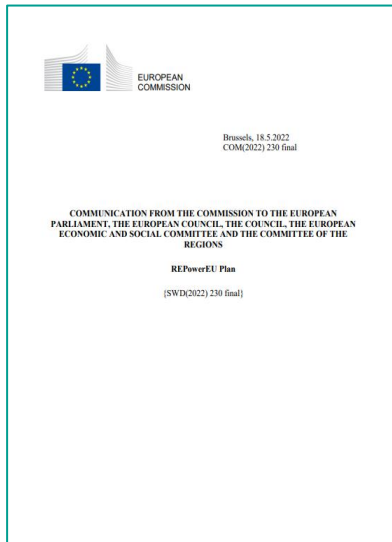 EUROPEAN
COMMISSION
Brussels, 18.5.2022
COM(2022) 230 final
COMMUNICATION FROM THE COMMISSION TO THE EUROPEAN
PARLIAMENT, THE EUROPEAN COUNCIL, THE COUNCIL, THE EUROPEAN
ECONOMIC AND SOCIAL COMMITTEE AND THE COMMITTEE OF THE
REGIONS
REPowerEU Plan
{SWD(2022) 230 final}